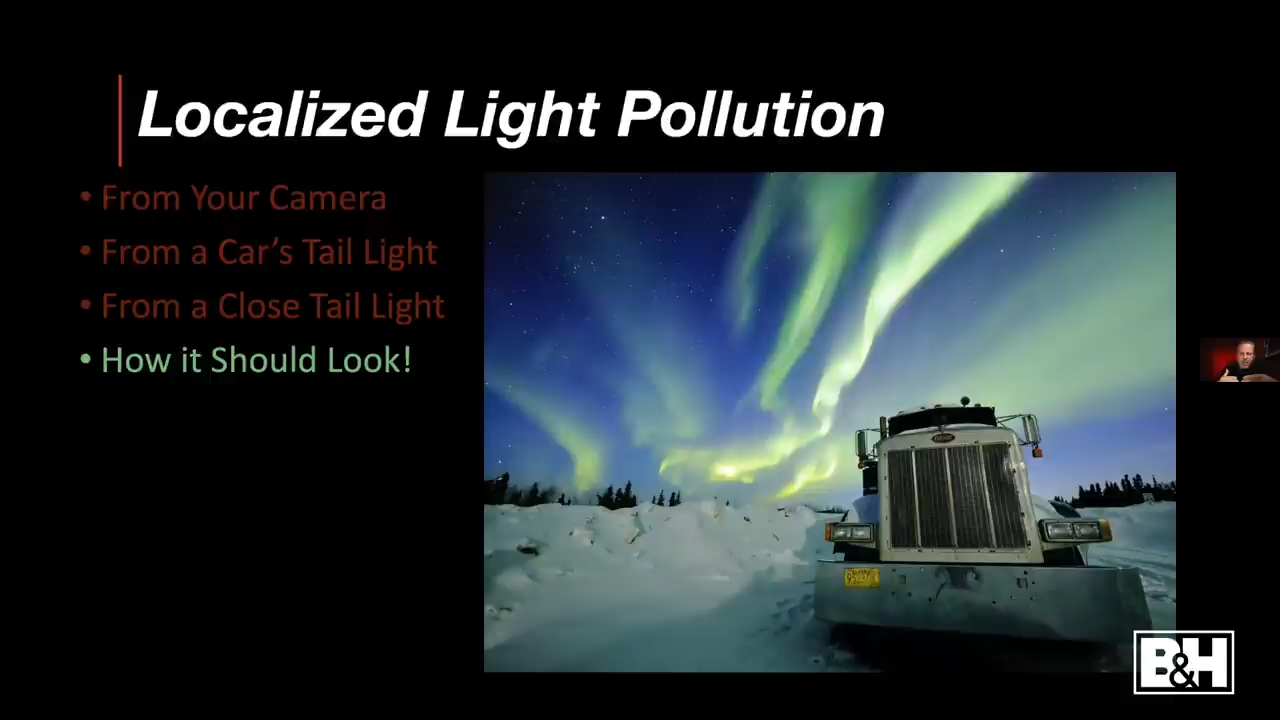 Localized Light Pollution
• From Your Camera
• From a Car's Tail Light
• From a Close Tail Light
• How it Should Look!
B&H